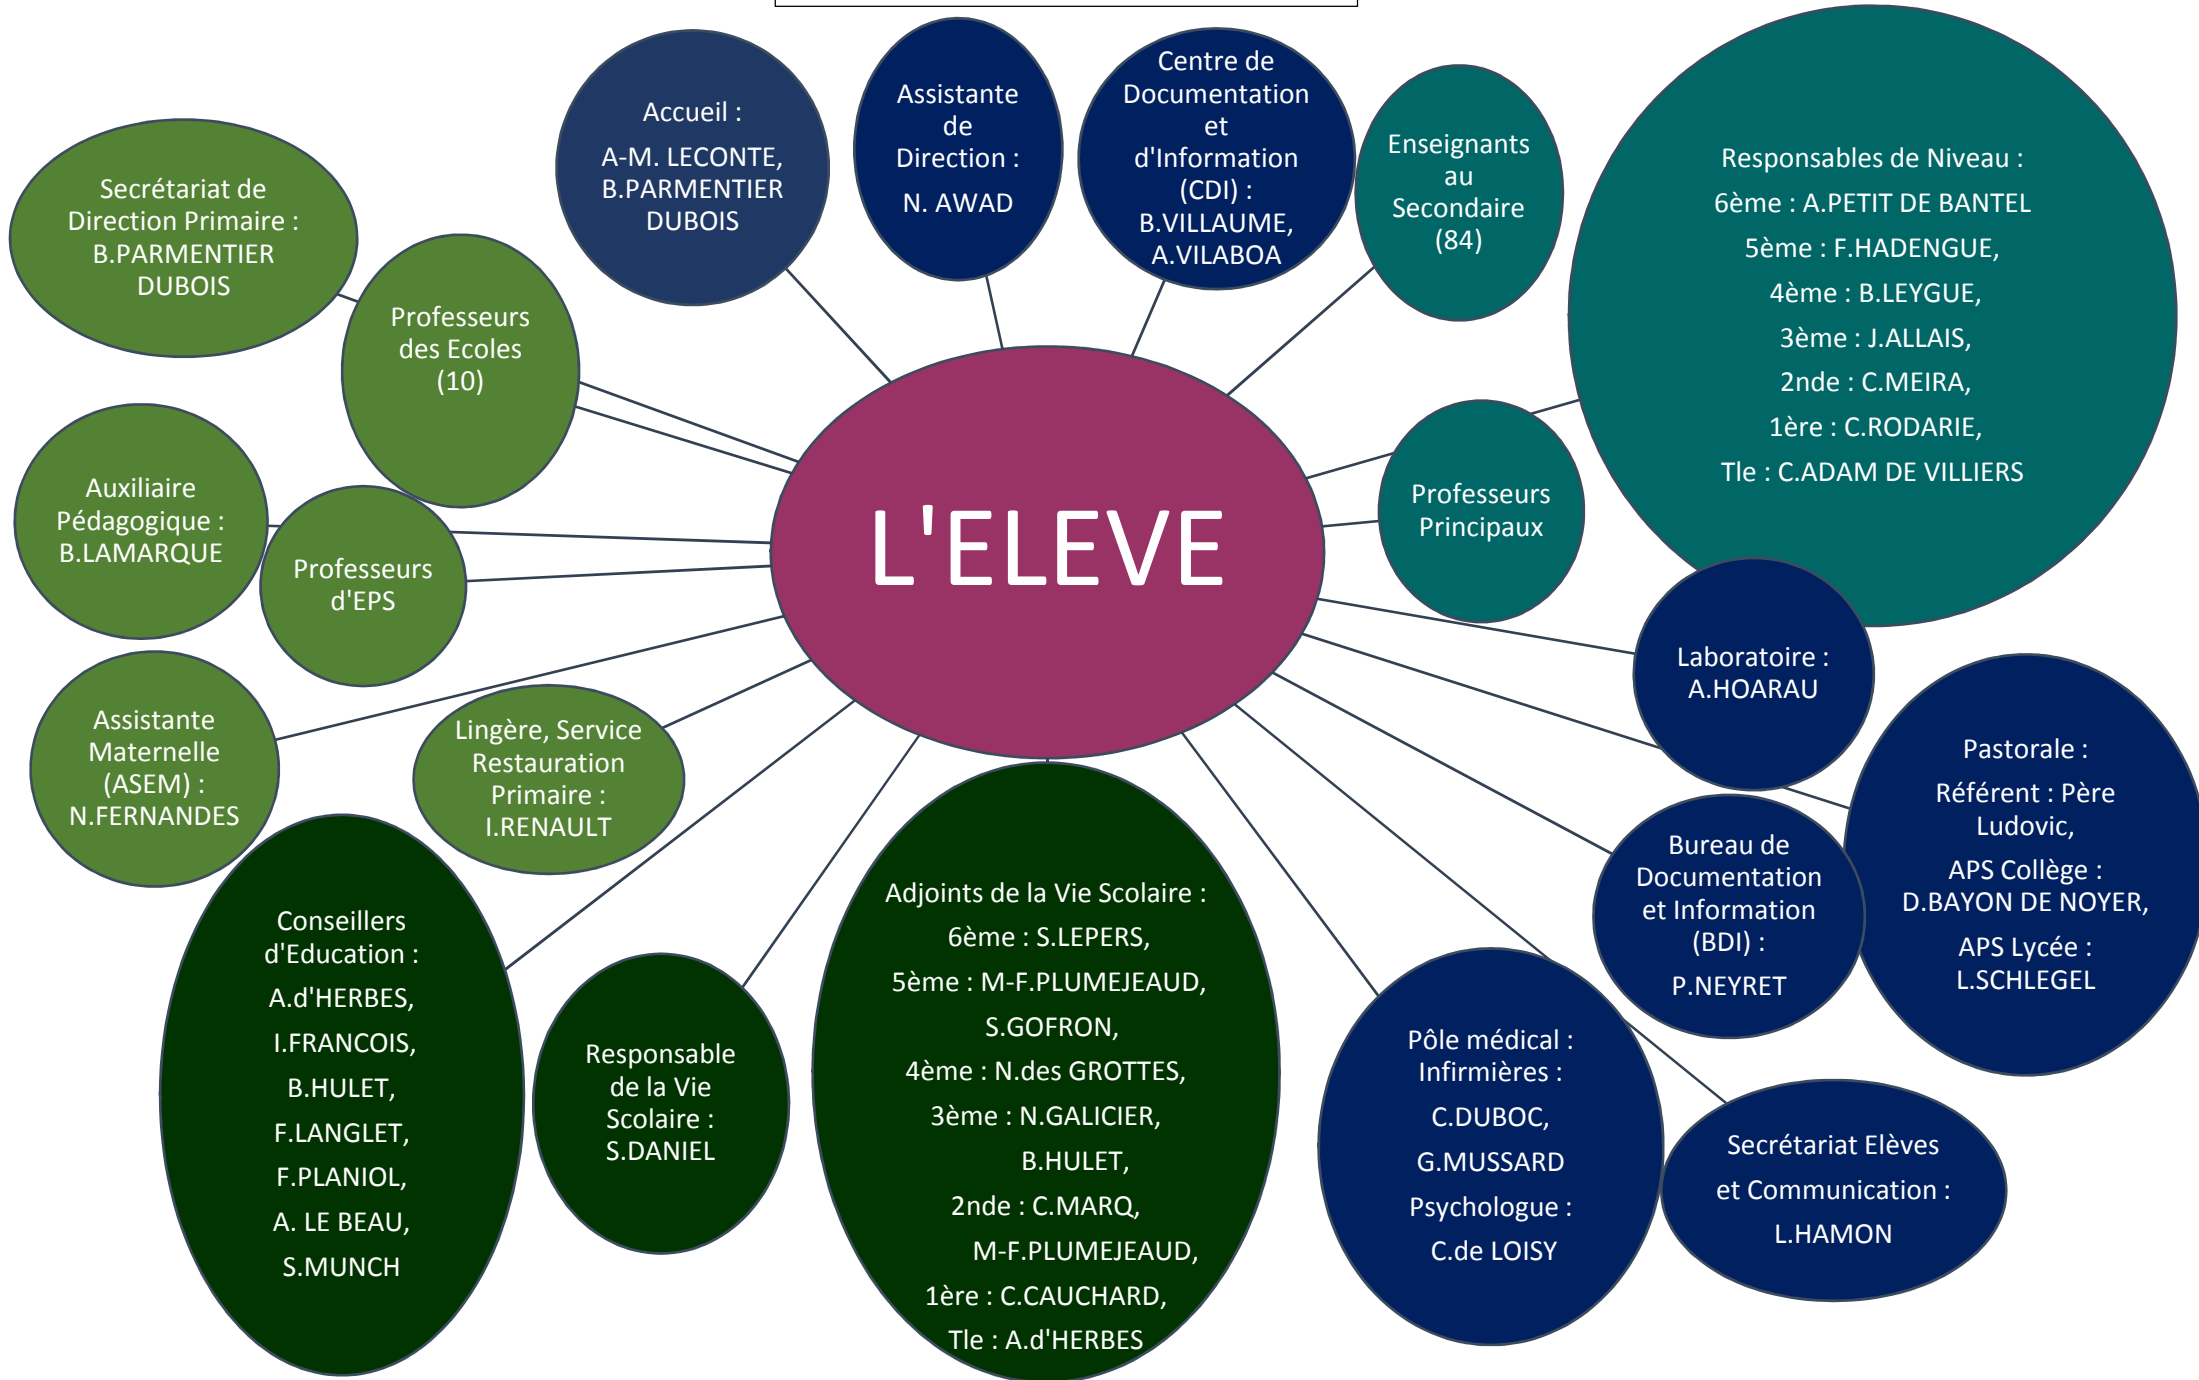 Accueil :
A-M. LECONTE,
B.PARMENTIER
DUBOIS
Assistante
de
Direction :
N. AWAD
Centre de
Documentation
et
d'Information
(CDI) :
B.VILLAUME,
A.VILABOA
Enseignants
au
Secondaire
(84)
Responsables de Niveau :
6ème : A.PETIT DE BANTEL
5ème : F.HADENGUE,
4ème : B.LEYGUE,
3ème : J.ALLAIS,
2nde : C.MEIRA,
1ère : C.RODARIE,
Tle : C.ADAM DE VILLIERS
Secrétariat de
Direction Primaire :
B.PARMENTIER
DUBOIS
Professeurs
des Ecoles
(10)
Auxiliaire
Pédagogique :
B.LAMARQUE
Professeurs
d'EPS
L'ELEVE
Professeurs
Principaux
Laboratoire :
A.HOARAU
Assistante
Maternelle
(ASEM) :
N.FERNANDES
Lingère, Service
Restauration
Primaire :
I.RENAULT
Pastorale :
Référent : Père
Ludovic,
APS Collège :
D.BAYON DE NOYER,
APS Lycée :
L.SCHLEGEL
Bureau de
Documentation
et Information
(BDI) :
P.NEYRET
Conseillers
d'Education :
A.d'HERBES,
I.FRANCOIS,
B.HULET,
F.LANGLET,
F.PLANIOL,
A. LE BEAU,
S.MUNCH
Responsable
de la Vie
Scolaire :
S.DANIEL
Adjoints de la Vie Scolaire :
6ème : S.LEPERS,
5ème : M-F.PLUMEJEAUD,
S.GOFRON,
4ème : N.des GROTTES,
3ème : N.GALICIER,
B.HULET,
2nde : C.MARQ,
M-F.PLUMEJEAUD,
1ère : C.CAUCHARD,
Tle : A.d'HERBES
Pôle médical :
Infirmières :
C.DUBOC,
G.MUSSARD
Psychologue :
C.de LOISY
Secrétariat Elèves
et Communication :
L.HAMON